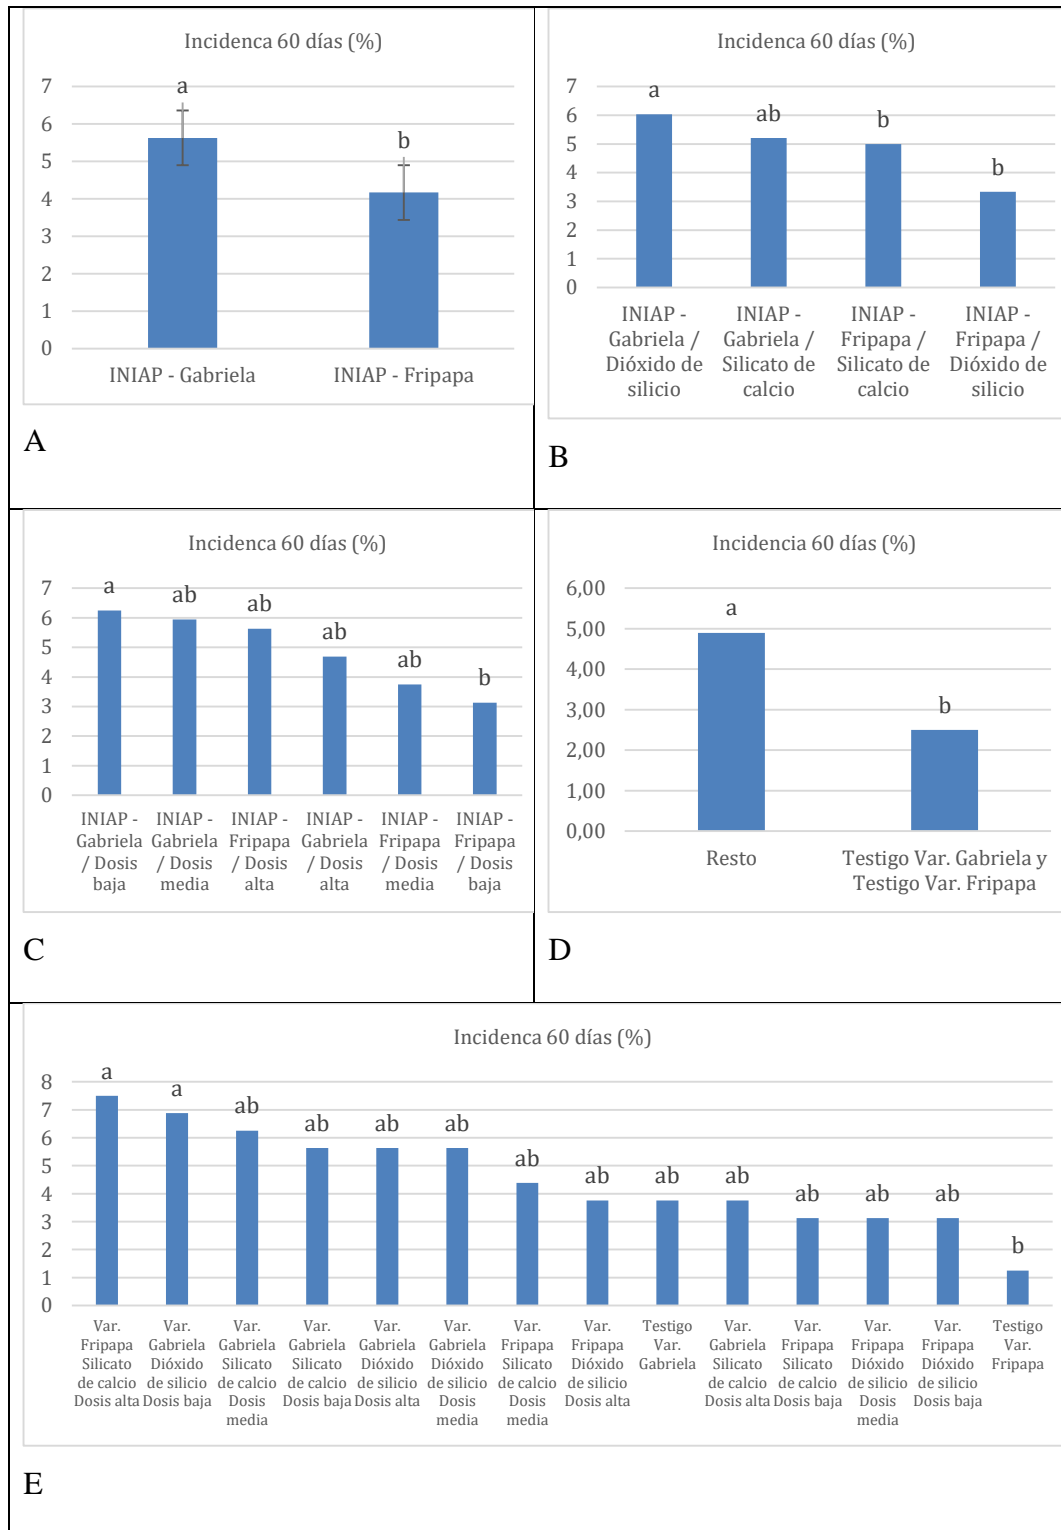 Incidenca 60 días (%)
7
6
5
4
3
2
1
0
a
b
INIAP - Gabriela
INIAP - Fripapa
A
Incidenca 60 días (%)
7
6
5
4
3
2
1
0
a
ab
b
b
INIAP -
Gabriela /
Dióxido de
silicio
INIAP -
Gabriela /
Silicato de
calcio
INIAP -
Fripapa /
Silicato de
calcio
INIAP -
Fripapa /
Dióxido de
silicio
B
Incidenca 60 días (%)
7
6
5
4
3
2
1
0
a
ab
ab
ab
ab
b
INIAP -
Gabriela
/ Dosis
baja
INIAP -
Gabriela
/ Dosis
media
INIAP -
Fripapa
/ Dosis
alta
INIAP -
Gabriela
/ Dosis
alta
INIAP -
Fripapa
/ Dosis
media
INIAP -
Fripapa
/ Dosis
baja
C
Incidencia 60 días (%)
6,00
5,00
4,00
3,00
2,00
1,00
0,00
a
b
Resto
Testigo Var. Gabriela y
Testigo Var. Fripapa
D
Incidenca 60 días (%)
8
7
6
5
4
3
2
1
0
a
a
ab
ab
ab
ab
ab
ab
ab
ab
ab
ab
ab
b
Var.
Fripapa
Silicato
de calcio
Dosis alta
Var.
Gabriela
Dióxido
de silicio
Dosis baja
Var.
Gabriela
Silicato
de calcio
Dosis
media
Var.
Gabriela
Silicato
de calcio
Dosis baja
Var.
Gabriela
Dióxido
de silicio
Dosis alta
Var.
Gabriela
Dióxido
de silicio
Dosis
media
Var.
Fripapa
Silicato
de calcio
Dosis
media
Var.
Fripapa
Dióxido
de silicio
Dosis alta
Testigo
Var.
Gabriela
Var.
Gabriela
Silicato
de calcio
Dosis alta
Var.
Fripapa
Silicato
de calcio
Dosis baja
Var.
Fripapa
Dióxido
de silicio
Dosis
media
Var.
Fripapa
Dióxido
de silicio
Dosis baja
Testigo
Var.
Fripapa
E